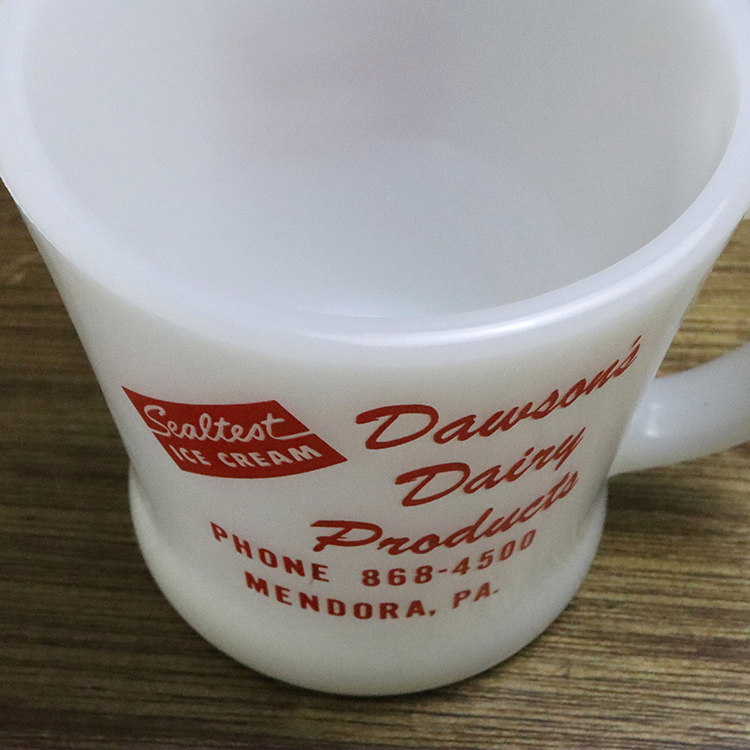 Sealtest
ICE CREAM
Dawson's
Dairy
Products
PHONE 868-4500
MENDORA, PA.